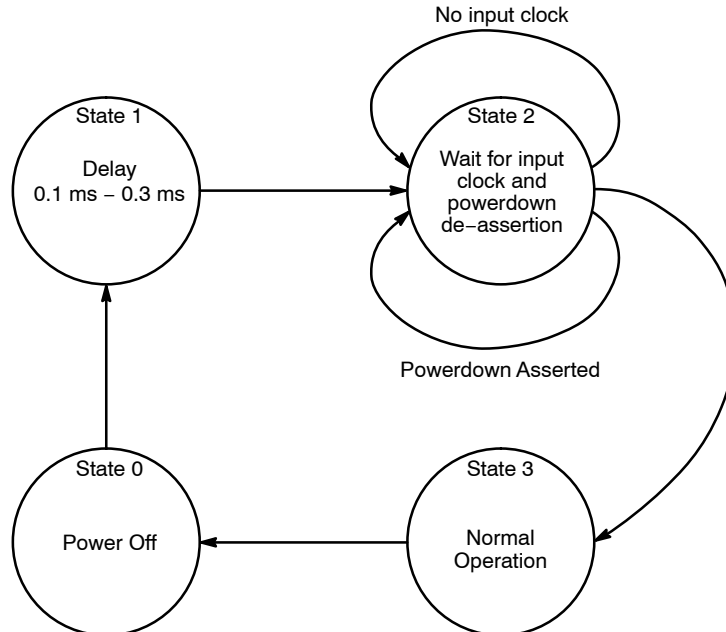 No input clock
State 1
Delay
0.1 ms − 0.3 ms
State 2
Wait for input
clock and
powerdown
de−assertion
Powerdown Asserted
State 0
Power Off
State 3
Normal
Operation